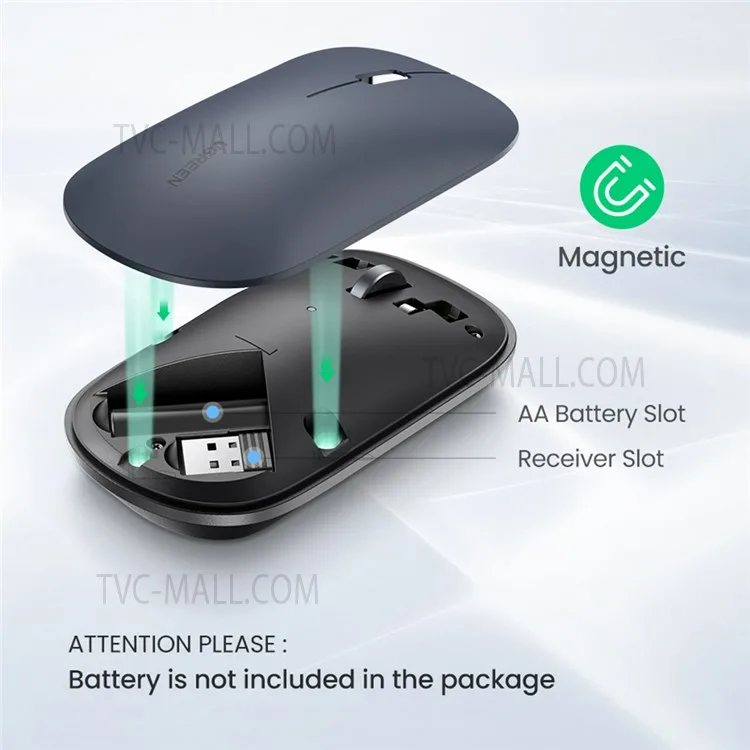 TVC-MALL.COM
UGREEN
Magnetic
TVC-MALL.COM
AA Battery Slot
Receiver Slot
TVC-MALL.COM
ATTENTION PLEASE :
Battery is not included in the package